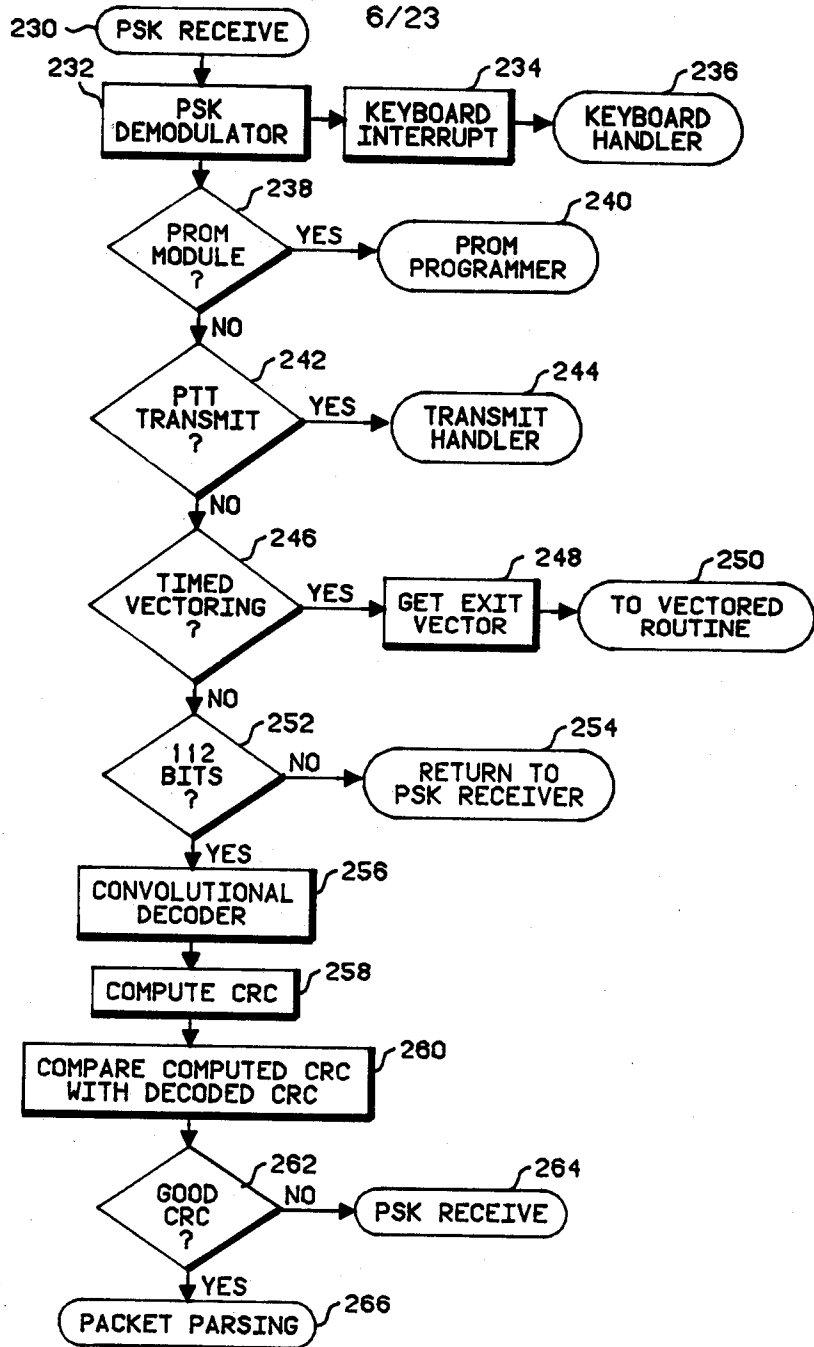 6/23
230
PSK RECEIVE
232
PSK
DEMODULATOR
234
KEYBOARD
INTERRUPT
236
KEYBOARD
HANDLER
238
PROM
MODULE
?
YES
240
PROM
PROGRAMMER
NO
242
PTT
TRANSMIT
?
YES
244
TRANSMIT
HANDLER
NO
246
TIMED
VECTORING
?
YES
248
GET EXIT
VECTOR
250
TO VECTORED
ROUTINE
NO
252
112
BITS
?
NO
254
RETURN TO
PSK RECEIVER
YES
256
CONVOLUTIONAL
DECODER
258
COMPUTE CRC
260
COMPARE COMPUTED CRC
WITH DECODED CRC
262
GOOD
CRC
?
NO
264
PSK RECEIVE
YES
266
PACKET PARSING